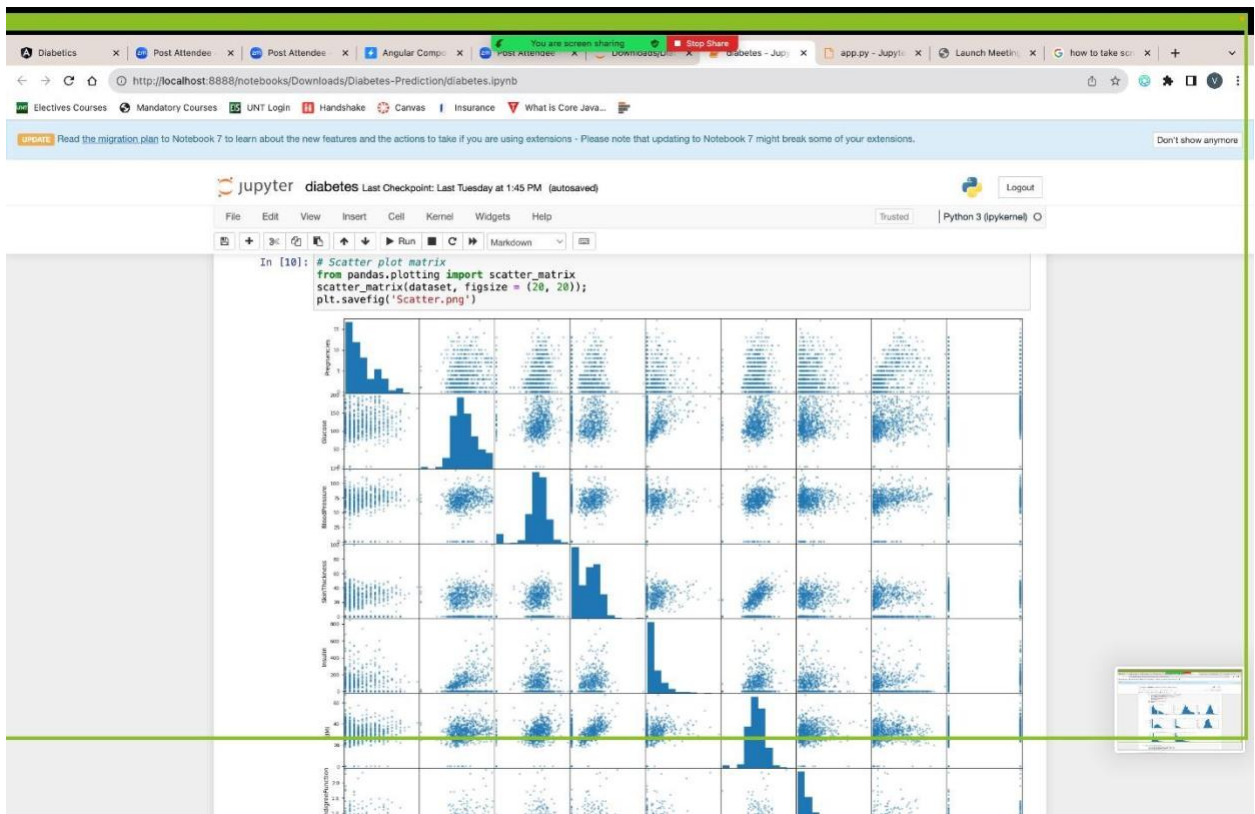 You are screen sharing Stop Share
Diabetics Post Attendee Post Attendee Angular Compo Post Attendee diabetes - Jup app.py - Jupyte Launch Meeting how to take scr
http://localhost:8888/notebooks/Downloads/Diabetes-Prediction/diabetes.ipynb
Electives Courses Mandatory Courses UNT Login Handshake Canvas Insurance What is Core Java...
UPDATE Read the migration plan to Notebook 7 to learn about the new features and the actions to take if you are using extensions - Please note that updating to Notebook 7 might break some of your extensions. Don't show anymore
jupyter diabetes Last Checkpoint: Last Tuesday at 1:45 PM (autosaved) Logout
File Edit View Insert Cell Kernel Widgets Help Trusted Python 3 (ipykernel)
Run Markdown
In [10]: # Scatter plot matrix
from pandas.plotting import scatter_matrix
scatter_matrix(dataset, figsize = (20, 20));
plt.savefig('Scatter.png')
Pregnancies
Glucose
BloodPressure
SkinThickness
Insulin
BMI